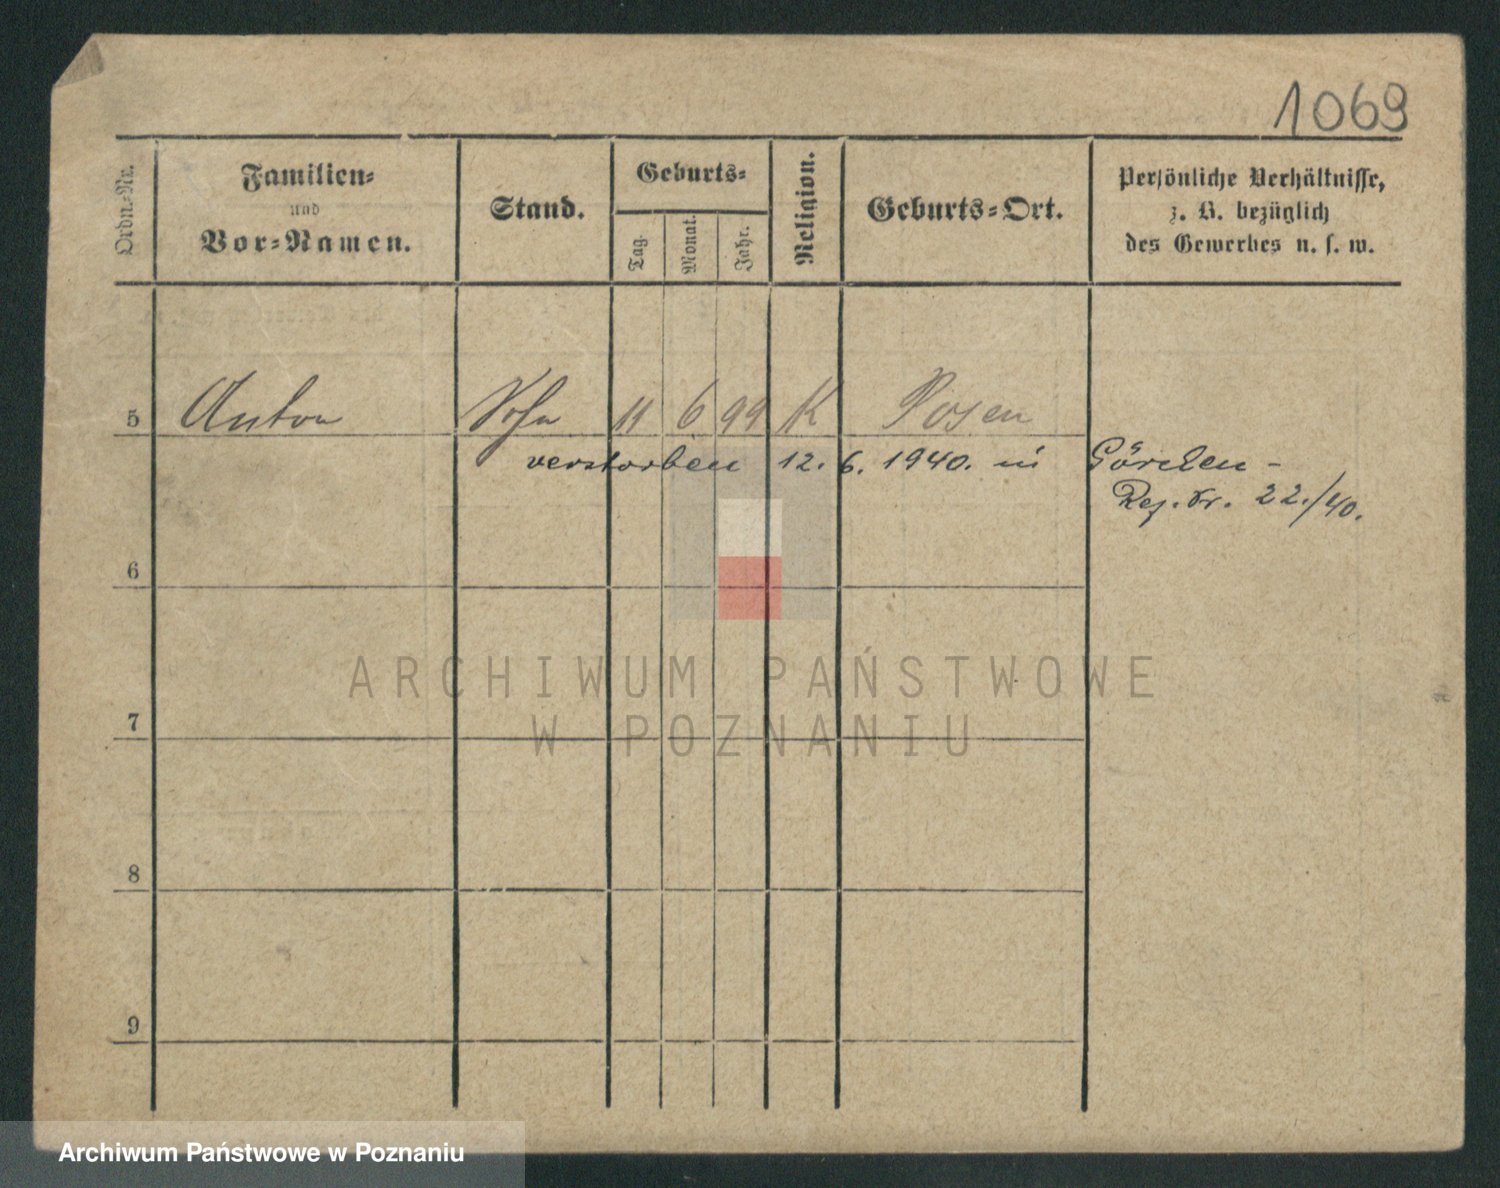 1069
Ordn.-Nr.
Familien-
und
Vor-Namen.
Stand.
Geburts-
Tag.
Monat.
Jahr.
Religion.
Geburts-Ort.
Persönliche Verhältnisse,
z. B. bezüglich
des Gewerbes u. s. w.
5 Anton Sohn 11 6 99 K Posen
verstorben 12. 6. 1940. in Görchen -
Reg. Nr. 22./40.
6
7
8
9
ARCHIWUM PAŃSTWOWE
W POZNANIU
Archiwum Państwowe w Poznaniu